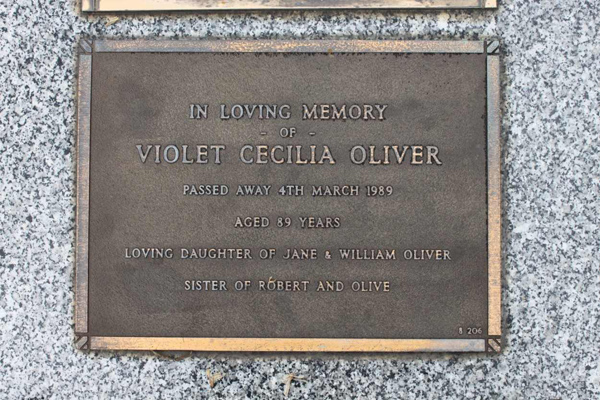 IN LOVING MEMORY
- OF -
VIOLET CECILIA OLIVER
PASSED AWAY 4TH MARCH 1989
AGED 89 YEARS
LOVING DAUGHTER OF JANE & WILLIAM OLIVER
SISTER OF ROBERT AND OLIVE
8 206